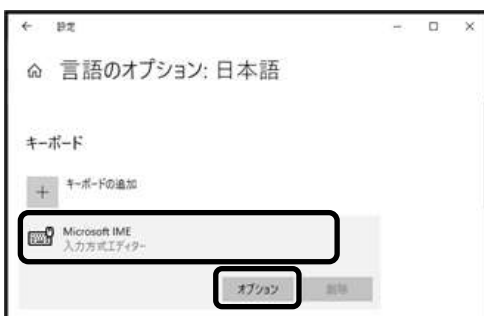 設定
言語のオプション: 日本語
キーボード
キーボードの追加
Microsoft IME
入力方式エディター
オプション
削除